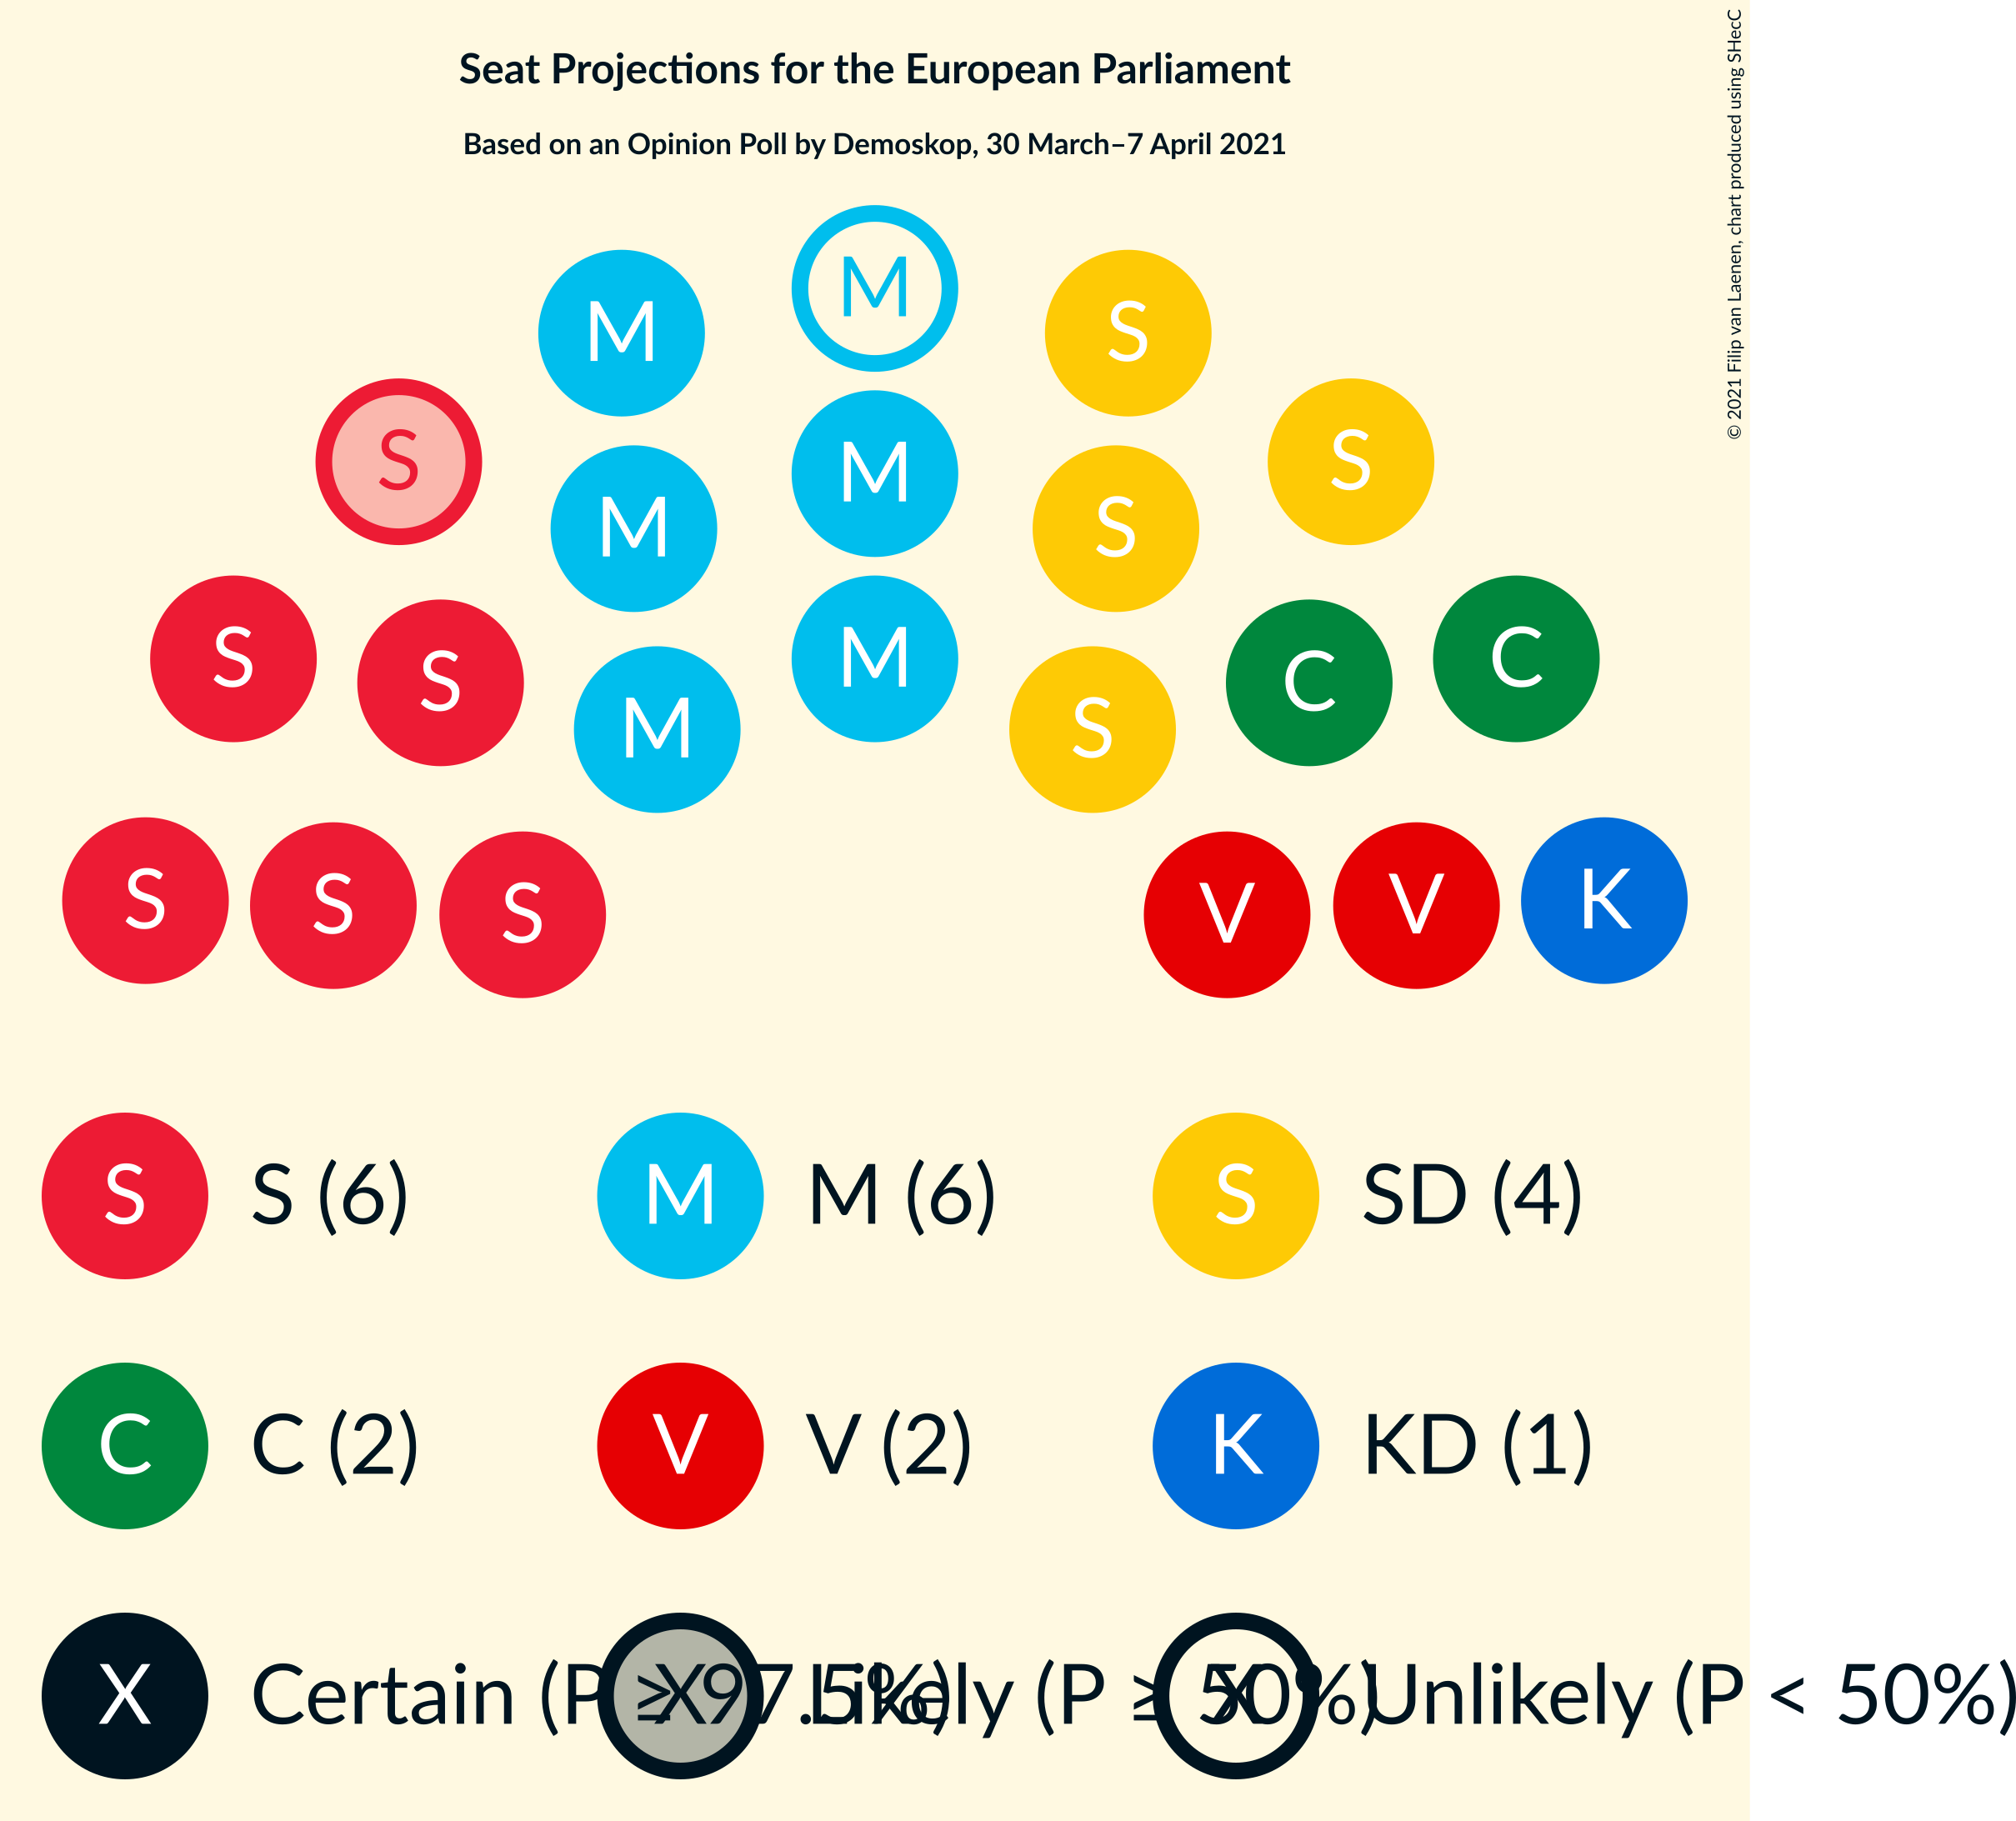 Seat Projections for the European Parliament
Based on an Opinion Poll by Demoskop, 30 March–7 April 2021
© 2021 Filip van Laenen, chart produced using SHecC
M
M
S
S
M
S
M
S
M
S
S
S
M
M
S
C
C
S
S
S
V
V
K
S S (6) M M (6) S SD (4)
C C (2) V V (2) K KD (1)
X Certain (P ≥ 97.5%) X Likely (P ≥ 50%) X Unlikely (P < 50%)